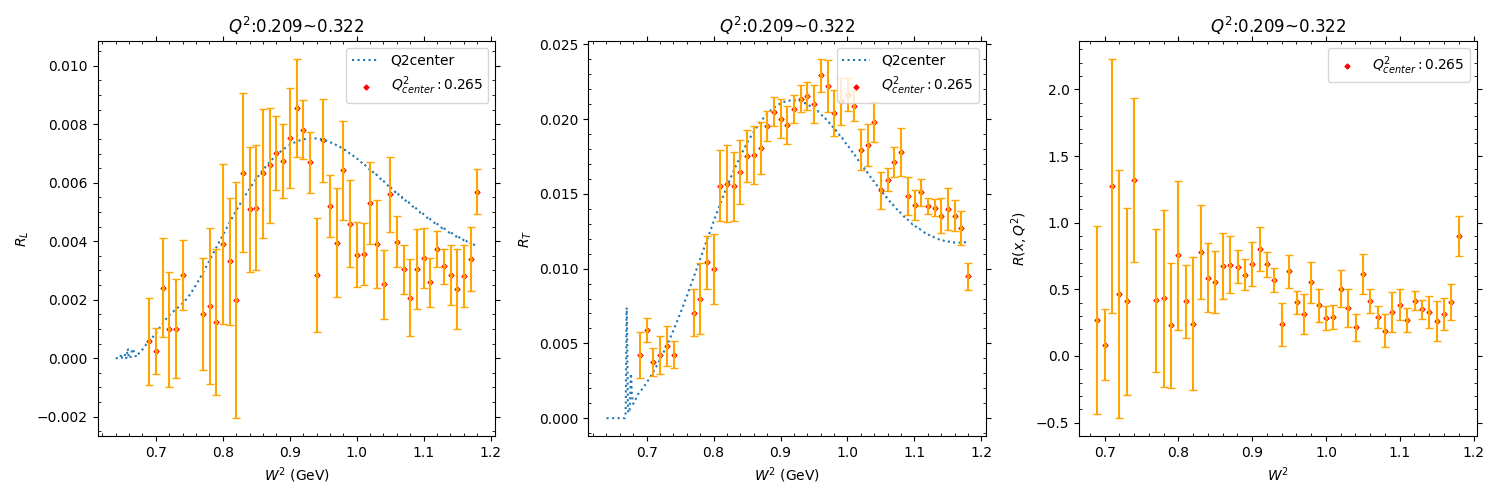 Q²:0.209~0.322
Q2center
Q²center : 0.265
0.010
0.008
0.006
0.004
0.002
0.000
−0.002
R_L
0.7 0.8 0.9 1.0 1.1 1.2
W² (GeV)
Q²:0.209~0.322
Q2center
Q²center : 0.265
0.025
0.020
0.015
0.010
0.005
0.000
R_T
0.7 0.8 0.9 1.0 1.1 1.2
W² (GeV)
Q²:0.209~0.322
Q²center : 0.265
2.0
1.5
1.0
0.5
0.0
−0.5
R(x, Q²)
0.7 0.8 0.9 1.0 1.1 1.2
W²